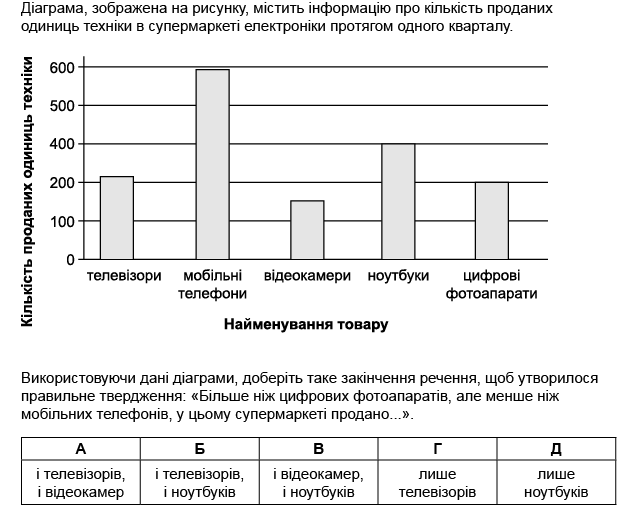 Діаграма, зображена на рисунку, містить інформацію про кількість проданих
одиниць техніки в супермаркеті електроніки протягом одного кварталу.
Кількість проданих одиниць техніки
600
500
400
200
100
0
телевізори
мобільні
телефони
відеокамери
ноутбуки
цифрові
фотоапарати
Найменування товару
Використовуючи дані діаграми, доберіть таке закінчення речення, щоб утворилося
правильне твердження: «Більше ніж цифрових фотоапаратів, але менше ніж
мобільних телефонів, у цьому супермаркеті продано...».
А Б В Г Д
і телевізорів, і телевізорів, і відеокамер, лише лише
і відеокамер і ноутбуків і ноутбуків телевізорів ноутбуків